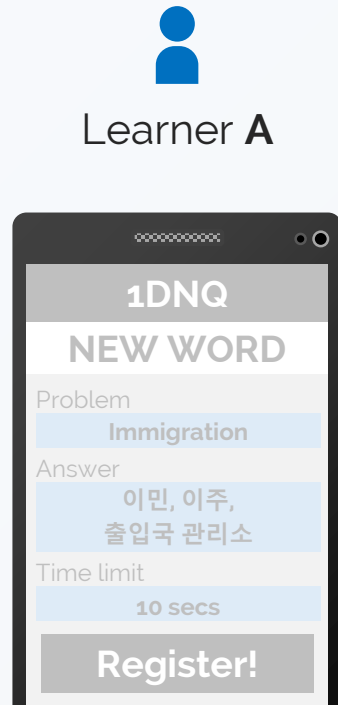 Learner A
1DNQ
NEW WORD
Problem
Immigration
Answer
이민, 이주,
출입국 관리소
Time limit
10 secs
Register!